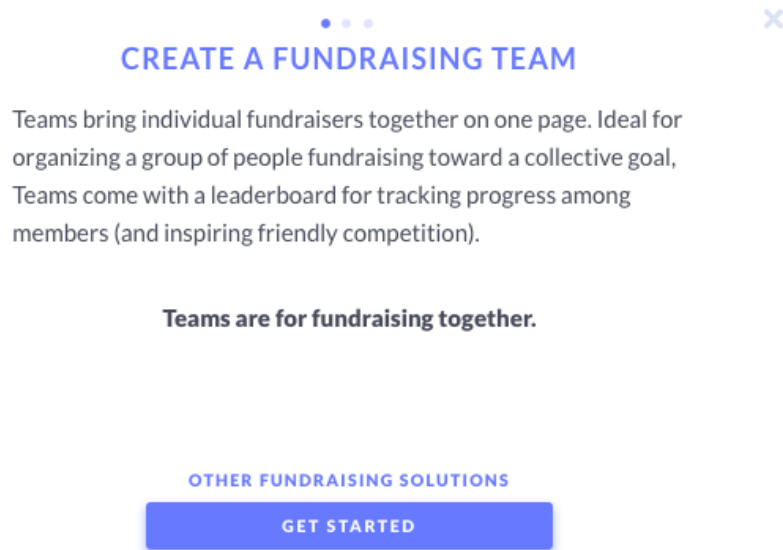 CREATE A FUNDRAISING TEAM
Teams bring individual fundraisers together on one page. Ideal for
organizing a group of people fundraising toward a collective goal,
Teams come with a leaderboard for tracking progress among
members (and inspiring friendly competition).
Teams are for fundraising together.
OTHER FUNDRAISING SOLUTIONS
GET STARTED